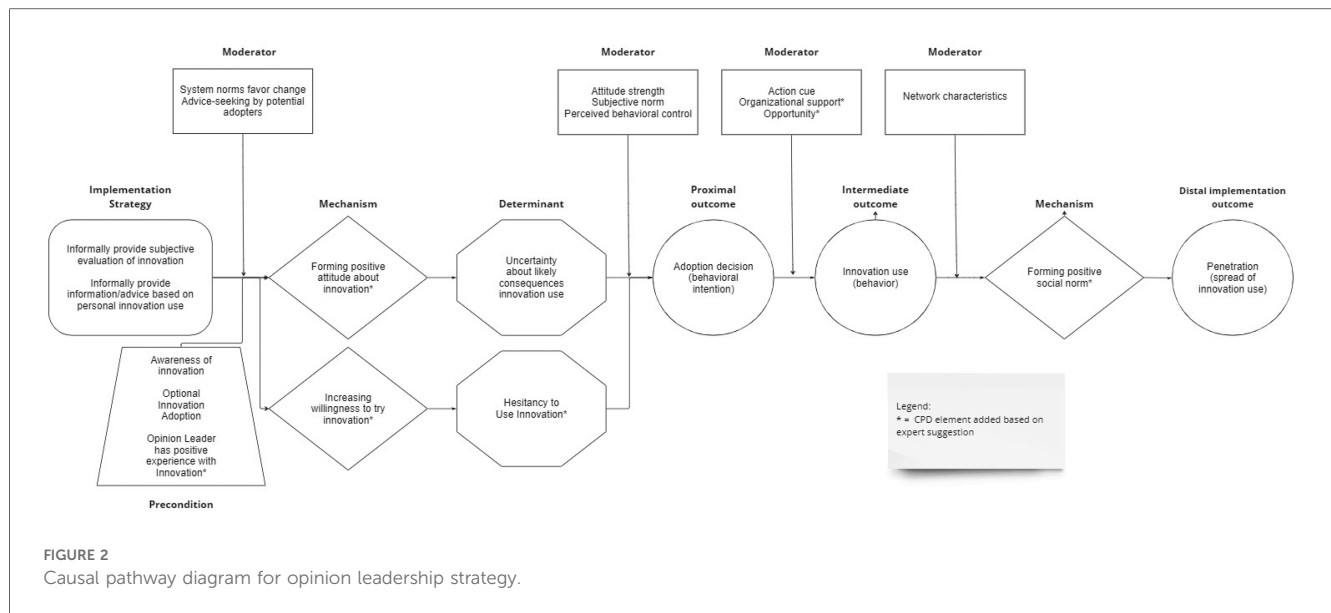 Moderator
System norms favor change
Advice-seeking by potential
adopters
Moderator
Attitude strength
Subjective norm
Perceived behavioral control
Moderator
Action cue
Organizational support*
Opportunity*
Moderator
Network characteristics
Implementation
Strategy
Informally provide subjective
evaluation of innovation
Informally provide
information/advice based on
personal innovation use
Mechanism
Forming positive
attitude about
innovation*
Determinant
Uncertainty
about likely
consequences
innovation use
Proximal
outcome
Adoption decision
(behavioral
intention)
Intermediate
outcome
Innovation use
(behavior)
Mechanism
Forming positive
social norm*
Distal implementation
outcome
Penetration
(spread of
innovation use)
Awareness of
innovation
Optional
Innovation
Adoption
Opinion Leader
has positive
experience with
Innovation*
Precondition
Increasing
willingness to try
innovation*
Hesitancy to
Use Innovation*
Legend:
* = CPD element added based on
expert suggestion
FIGURE 2
Causal pathway diagram for opinion leadership strategy.